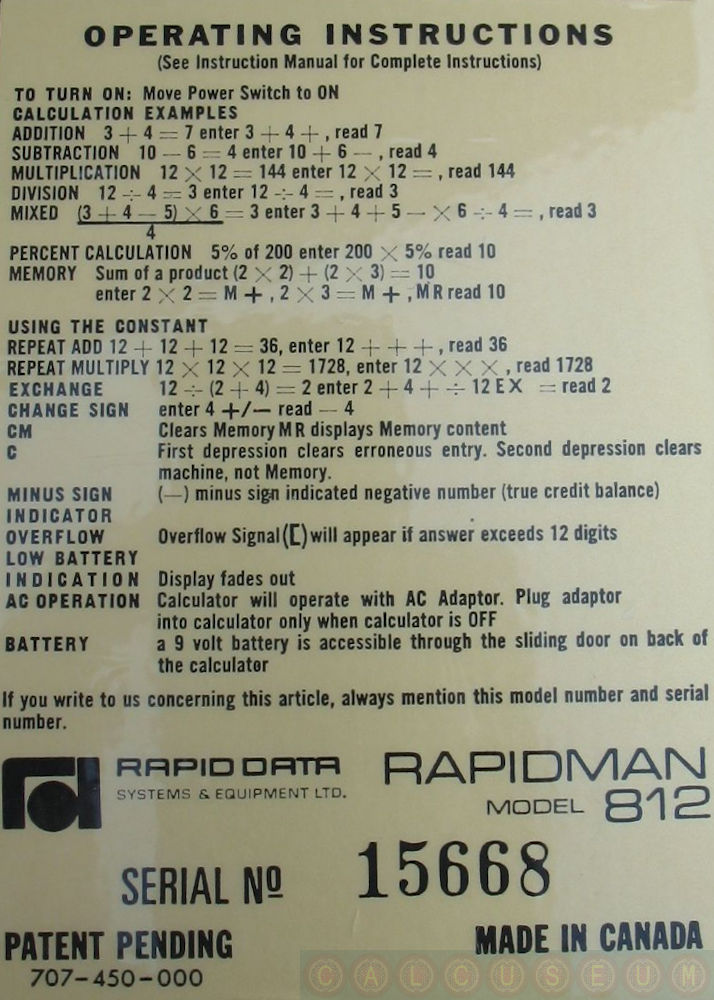 OPERATING INSTRUCTIONS
(See Instruction Manual for Complete Instructions)
TO TURN ON: Move Power Switch to ON
CALCULATION EXAMPLES
ADDITION 3 + 4 = 7 enter 3 + 4 + , read 7
SUBTRACTION 10 − 6 = 4 enter 10 + 6 − , read 4
MULTIPLICATION 12 × 12 = 144 enter 12 × 12 = , read 144
DIVISION 12 ÷ 4 = 3 enter 12 ÷ 4 = , read 3
MIXED (3 + 4 − 5) × 6 = 3 enter 3 + 4 + 5 − × 6 ÷ 4 = , read 3
4
PERCENT CALCULATION 5% of 200 enter 200 × 5% read 10
MEMORY Sum of a product (2 × 2) + (2 × 3) = 10
enter 2 × 2 = M + , 2 × 3 = M + , MR read 10
USING THE CONSTANT
REPEAT ADD 12 + 12 + 12 = 36, enter 12 + + + , read 36
REPEAT MULTIPLY 12 × 12 × 12 = 1728, enter 12 × × × , read 1728
EXCHANGE 12 ÷ (2 + 4) = 2 enter 2 + 4 + ÷ 12 EX = read 2
CHANGE SIGN enter 4 +/− read − 4
CM Clears Memory MR displays Memory content
C First depression clears erroneous entry. Second depression clears
machine, not Memory.
MINUS SIGN (—) minus sign indicated negative number (true credit balance)
INDICATOR
OVERFLOW Overflow Signal ([) will appear if answer exceeds 12 digits
LOW BATTERY
INDICATION Display fades out
AC OPERATION Calculator will operate with AC Adaptor. Plug adaptor
into calculator only when calculator is OFF
BATTERY a 9 volt battery is accessible through the sliding door on back of
the calculator
If you write to us concerning this article, always mention this model number and serial
number.
RAPID DATA
SYSTEMS & EQUIPMENT LTD.
RAPIDMAN
MODEL 812
SERIAL Nº 15668
PATENT PENDING
MADE IN CANADA
707-450-000
CALCUSEUM